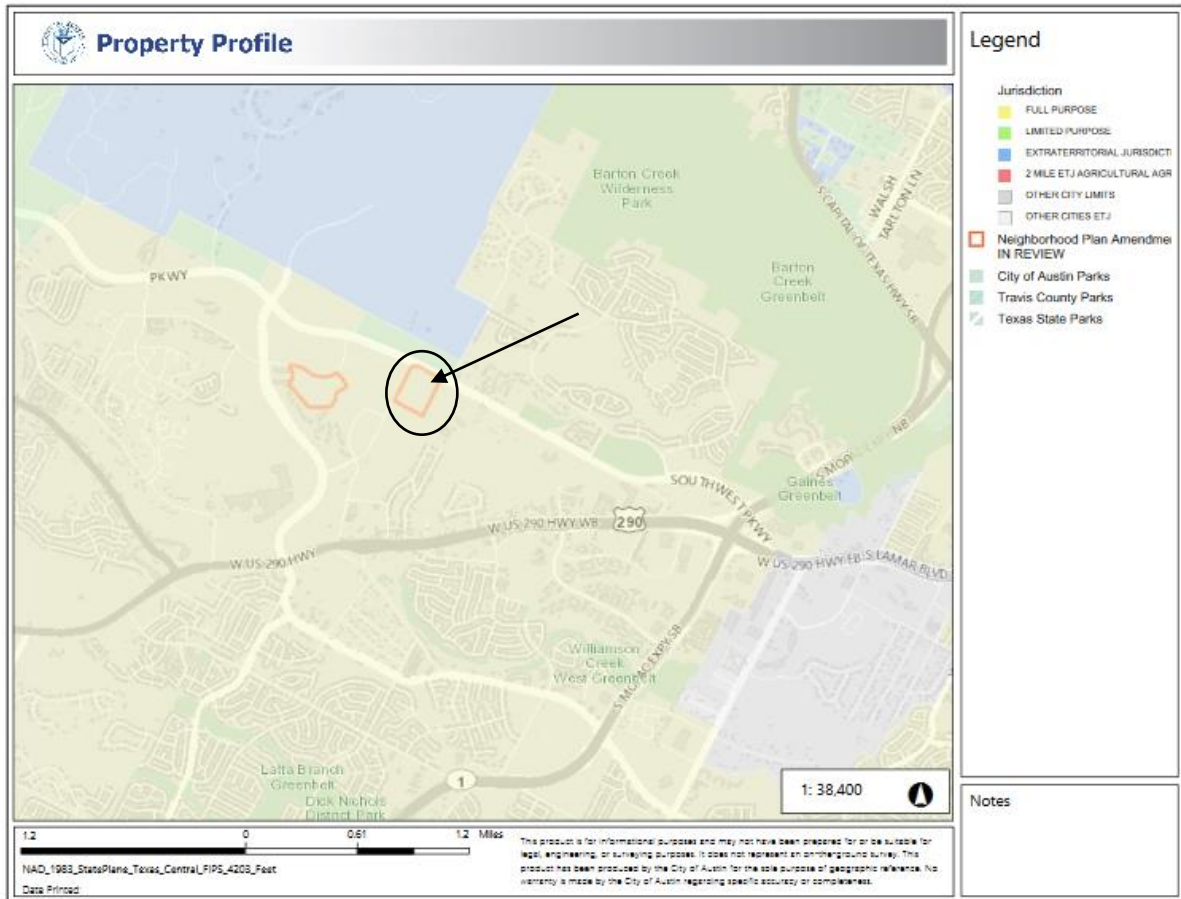 Property Profile
Legend
Jurisdiction
FULL PURPOSE
LIMITED PURPOSE
EXTRATERRITORIAL JURISDICTI
2 MILE ETJ AGRICULTURAL AGR
OTHER CITY LIMITS
OTHER CITIES ETJ
Neighborhood Plan Amendme
IN REVIEW
City of Austin Parks
Travis County Parks
Texas State Parks
Barton Creek
Wilderness
Park
S CAPITAL OF TEXAS HWY SB
WALSH
TARLTON LN
Barton
Creek
Greenbelt
PKWY
SOUTHWEST PKWY
S MOPAC EXPY NB
Gaines
Greenbelt
W US 290 HWY WB
290
W US 290 HWY
W US 290 HWY EB
S LAMAR BLVD
Williamson
Creek
West Greenbelt
S MOPAC EXPY SB
Latta Branch
Greenbelt
Dick Nichols
District Park
1
1: 38,400
Notes
1.2 0 0.61 1.2 Miles
NAD_1983_StatePlane_Texas_Central_FIPS_4203_Feet
Date Printed:
This product is for informational purposes and may not have been prepared for or be suitable for
legal, engineering, or surveying purposes. It does not represent an on-the-ground survey. This
product has been produced by the City of Austin for the sole purpose of geographic reference. No
warranty is made by the City of Austin regarding specific accuracy or completeness.